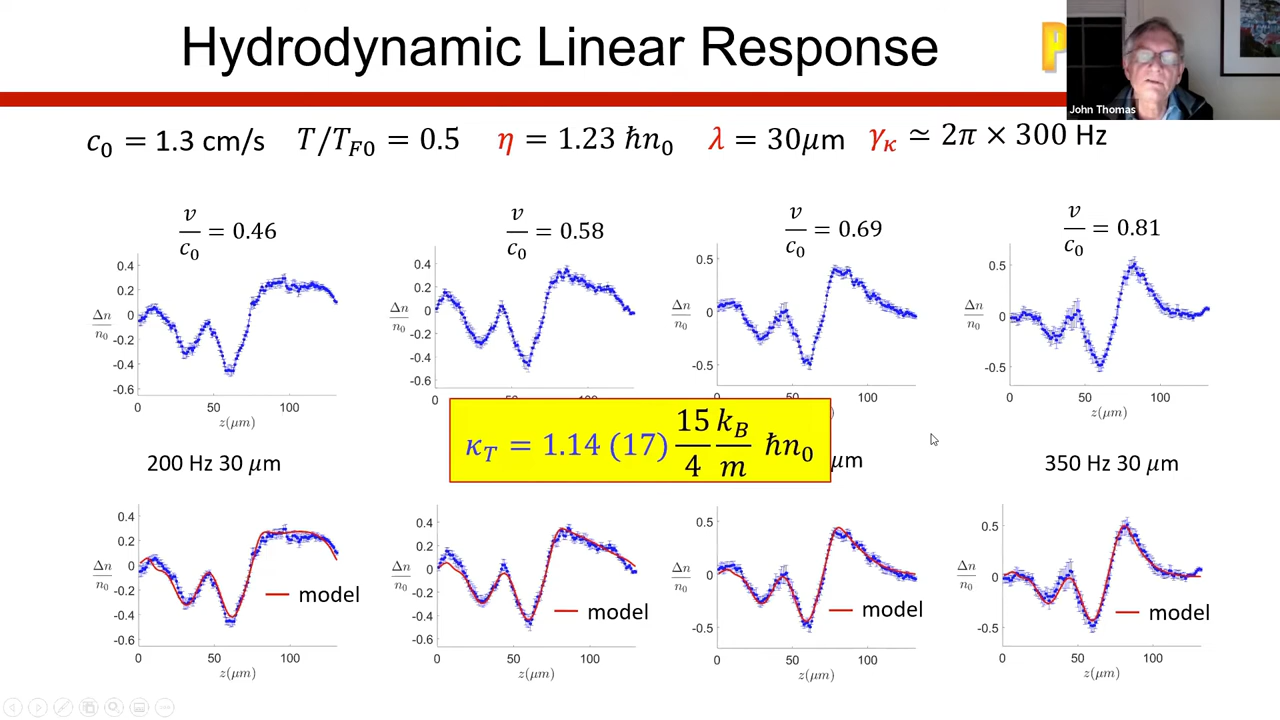 Hydrodynamic Linear Response
P
John Thomas
c₀ = 1.3 cm/s T/T_F0 = 0.5 η = 1.23 ℏn₀ λ = 30μm γ_κ ≃ 2π × 300 Hz
v/c₀ = 0.46
v/c₀ = 0.58
v/c₀ = 0.69
v/c₀ = 0.81
0.4
0.2
0
-0.2
-0.4
-0.6
Δn/n₀
0 50 100
z(μm)
0.4
0.2
0
-0.2
-0.4
-0.6
Δn/n₀
0 50 100
0.5
0
-0.5
Δn/n₀
0 50 100
0.5
0
-0.5
Δn/n₀
0 50 100
z(μm)
κ_T = 1.14 (17) 15/4 k_B/m ℏn₀
200 Hz 30 μm
μm
350 Hz 30 μm
0.4
0.2
0
-0.2
-0.4
-0.6
Δn/n₀
model
0 50 100
z(μm)
0.4
0.2
0
-0.2
-0.4
-0.6
Δn/n₀
model
0 50 100
z(μm)
0.5
0
-0.5
Δn/n₀
model
0 50 100
z(μm)
0.5
0
-0.5
Δn/n₀
model
0 50 100
z(μm)